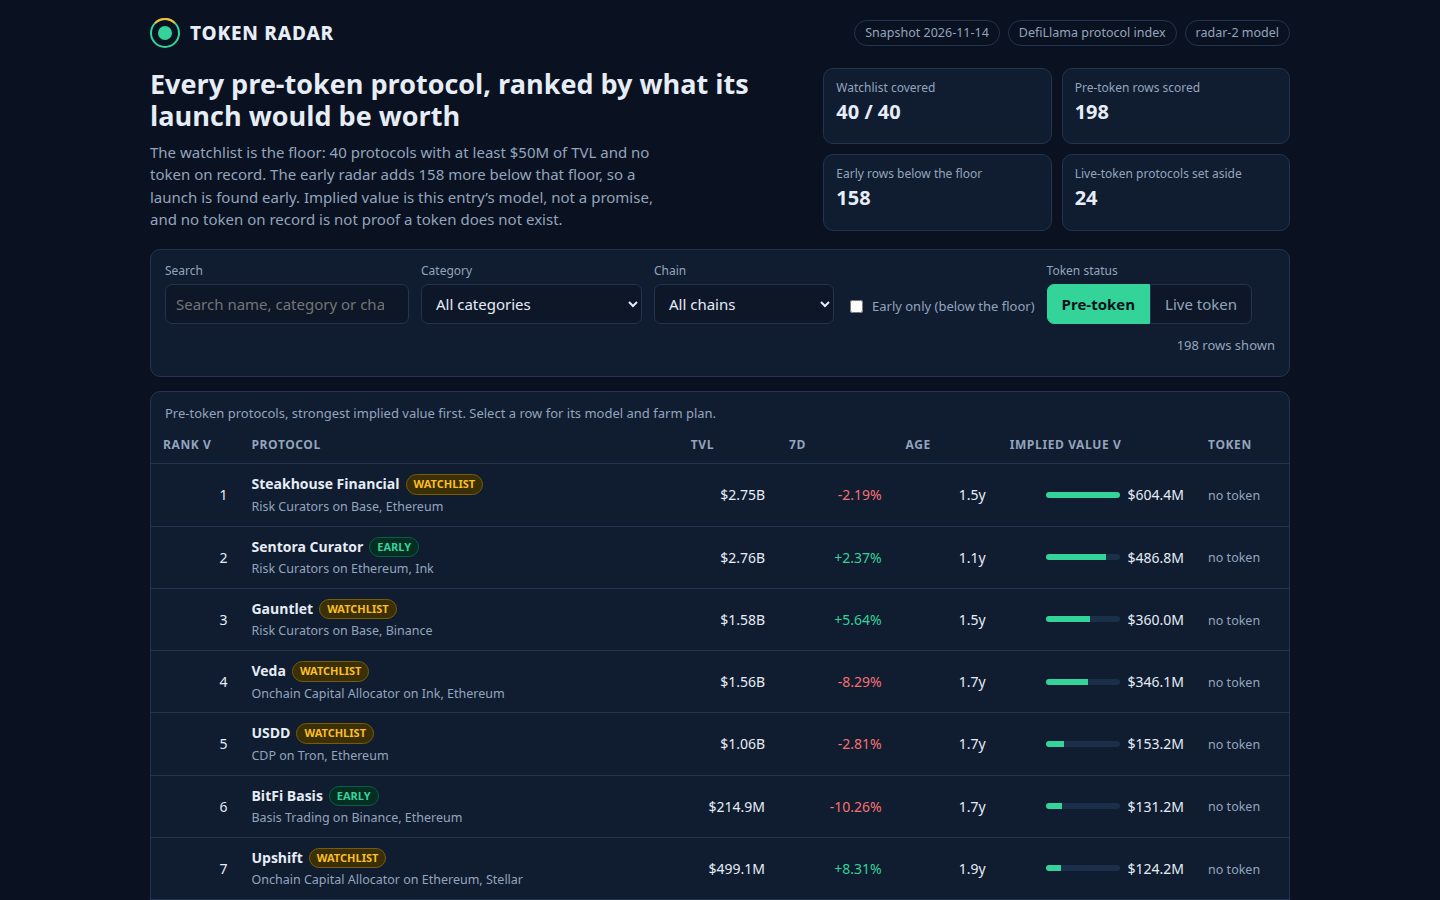 TOKEN RADAR
Snapshot 2026-11-14
DefiLlama protocol index
radar-2 model
Every pre-token protocol, ranked by what its
launch would be worth
The watchlist is the floor: 40 protocols with at least $50M of TVL and no
token on record. The early radar adds 158 more below that floor, so a
launch is found early. Implied value is this entry’s model, not a promise,
and no token on record is not proof a token does not exist.
Watchlist covered
40 / 40
Pre-token rows scored
198
Early rows below the floor
158
Live-token protocols set aside
24
Search
Search name, category or cha
Category
All categories
Chain
All chains
Early only (below the floor)
Token status
Pre-token
Live token
198 rows shown
Pre-token protocols, strongest implied value first. Select a row for its model and farm plan.
RANK V PROTOCOL TVL 7D AGE IMPLIED VALUE V TOKEN
1 Steakhouse Financial WATCHLIST $2.75B -2.19% 1.5y $604.4M no token
Risk Curators on Base, Ethereum
2 Sentora Curator EARLY $2.76B +2.37% 1.1y $486.8M no token
Risk Curators on Ethereum, Ink
3 Gauntlet WATCHLIST $1.58B +5.64% 1.5y $360.0M no token
Risk Curators on Base, Binance
4 Veda WATCHLIST $1.56B -8.29% 1.7y $346.1M no token
Onchain Capital Allocator on Ink, Ethereum
5 USDD WATCHLIST $1.06B -2.81% 1.7y $153.2M no token
CDP on Tron, Ethereum
6 BitFi Basis EARLY $214.9M -10.26% 1.7y $131.2M no token
Basis Trading on Binance, Ethereum
7 Upshift WATCHLIST $499.1M +8.31% 1.9y $124.2M no token
Onchain Capital Allocator on Ethereum, Stellar